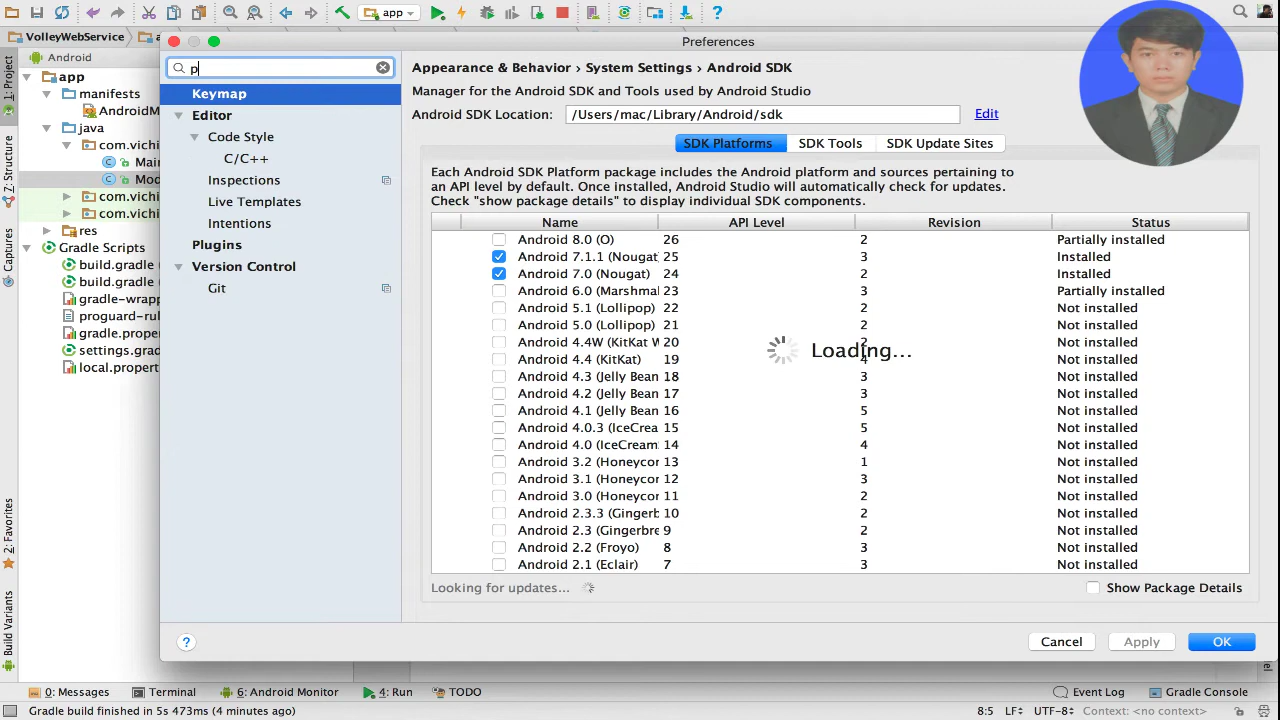 app
VolleyWebService
a
Preferences
Android
1: Project
app
manifests
AndroidM
java
com.vichi
Mair
Mod
com.vichi
com.vichi
res
Gradle Scripts
build.gradle
build.gradle
gradle-wrapp
proguard-rul
gradle.prope
settings.grad
local.propert
Z: Structure
Captures
2: Favorites
Build Variants
p
Keymap
Editor
Code Style
C/C++
Inspections
Live Templates
Intentions
Plugins
Version Control
Git
Appearance & Behavior › System Settings › Android SDK
Manager for the Android SDK and Tools used by Android Studio
Android SDK Location: /Users/mac/Library/Android/sdk Edit
SDK Platforms SDK Tools SDK Update Sites
Each Android SDK Platform package includes the Android platform and sources pertaining to
an API level by default. Once installed, Android Studio will automatically check for updates.
Check "show package details" to display individual SDK components.
Name API Level Revision Status
Android 8.0 (O) 26 2 Partially installed
Android 7.1.1 (Nougat 25 3 Installed
Android 7.0 (Nougat) 24 2 Installed
Android 6.0 (Marshma 23 3 Partially installed
Android 5.1 (Lollipop) 22 2 Not installed
Android 5.0 (Lollipop) 21 2 Not installed
Android 4.4W (KitKat W 20 2 Not installed
Android 4.4 (KitKat) 19 4 Not installed
Loading...
Android 4.3 (Jelly Bean 18 3 Not installed
Android 4.2 (Jelly Bean 17 3 Not installed
Android 4.1 (Jelly Bean 16 5 Not installed
Android 4.0.3 (IceCrea 15 5 Not installed
Android 4.0 (IceCream 14 4 Not installed
Android 3.2 (Honeycor 13 1 Not installed
Android 3.1 (Honeycor 12 3 Not installed
Android 3.0 (Honeycor 11 2 Not installed
Android 2.3.3 (Gingerb 10 2 Not installed
Android 2.3 (Gingerbre 9 2 Not installed
Android 2.2 (Froyo) 8 3 Not installed
Android 2.1 (Eclair) 7 3 Not installed
Looking for updates... Show Package Details
? Cancel Apply OK
0: Messages Terminal 6: Android Monitor 4: Run TODO Event Log Gradle Console
Gradle build finished in 5s 473ms (4 minutes ago) 8:5 LF UTF-8 Context: <no context>